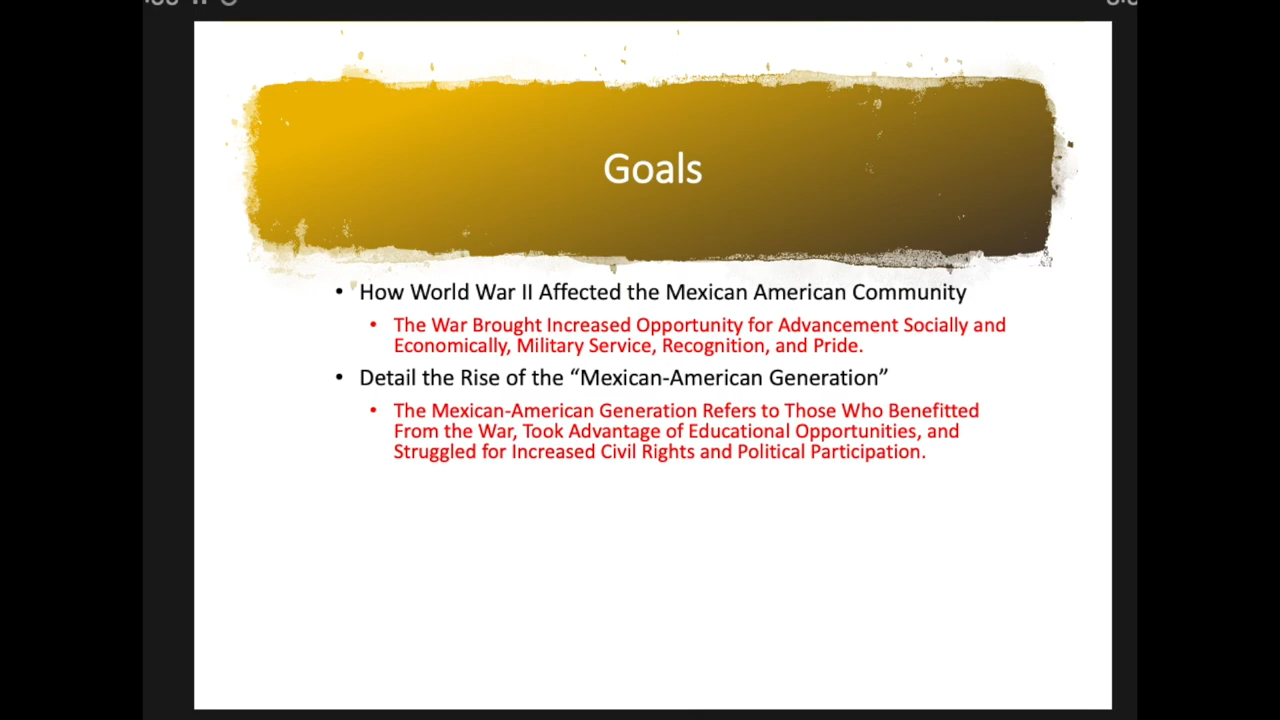 Goals
• How World War II Affected the Mexican American Community
• The War Brought Increased Opportunity for Advancement Socially and
Economically, Military Service, Recognition, and Pride.
• Detail the Rise of the “Mexican-American Generation”
• The Mexican-American Generation Refers to Those Who Benefitted
From the War, Took Advantage of Educational Opportunities, and
Struggled for Increased Civil Rights and Political Participation.